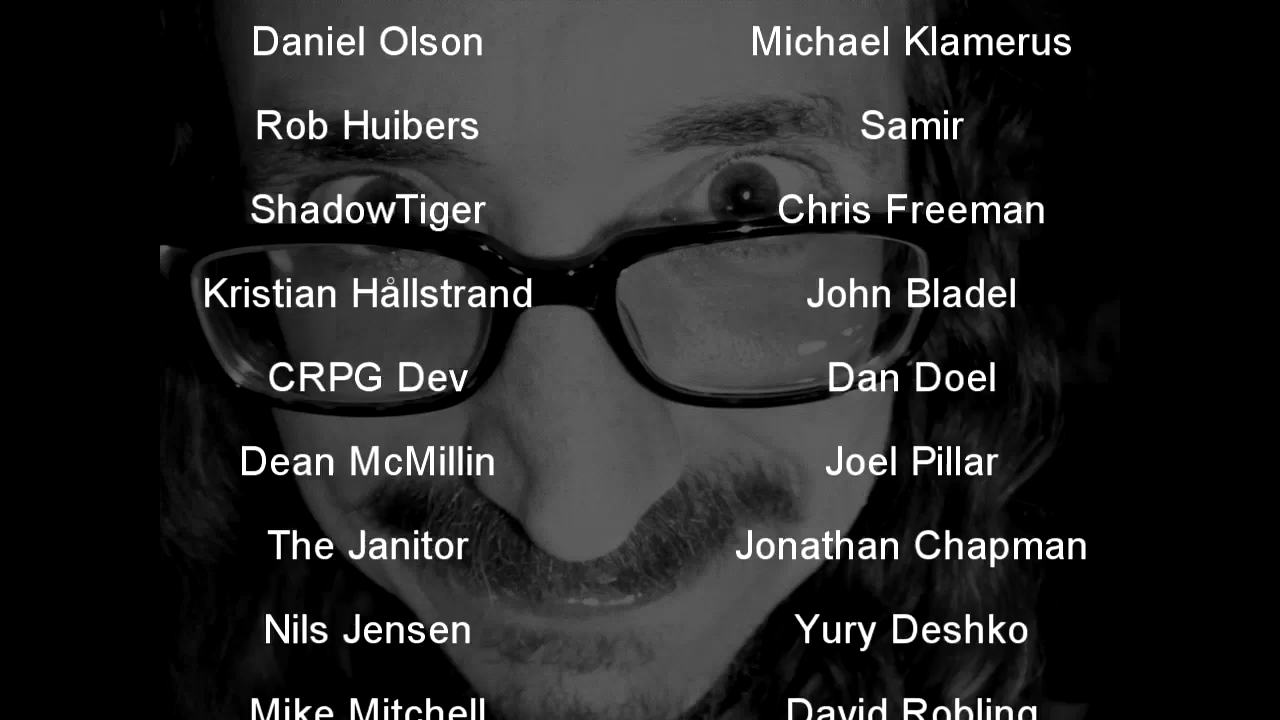 Daniel Olson
Michael Klamerus
Rob Huibers
Samir
ShadowTiger
Chris Freeman
Kristian Hållstrand
John Bladel
CRPG Dev
Dan Doel
Dean McMillin
Joel Pillar
The Janitor
Jonathan Chapman
Nils Jensen
Yury Deshko
Mike Mitchell
David Robling